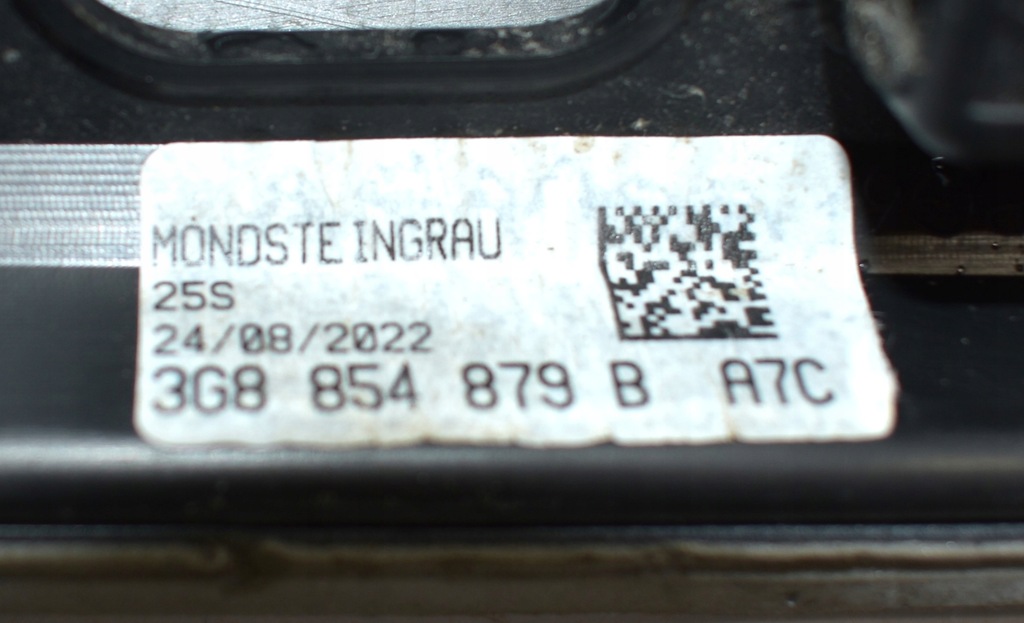 MONDSTEINGRAU
25S
24/08/2022
3G8 854 879 B A7C